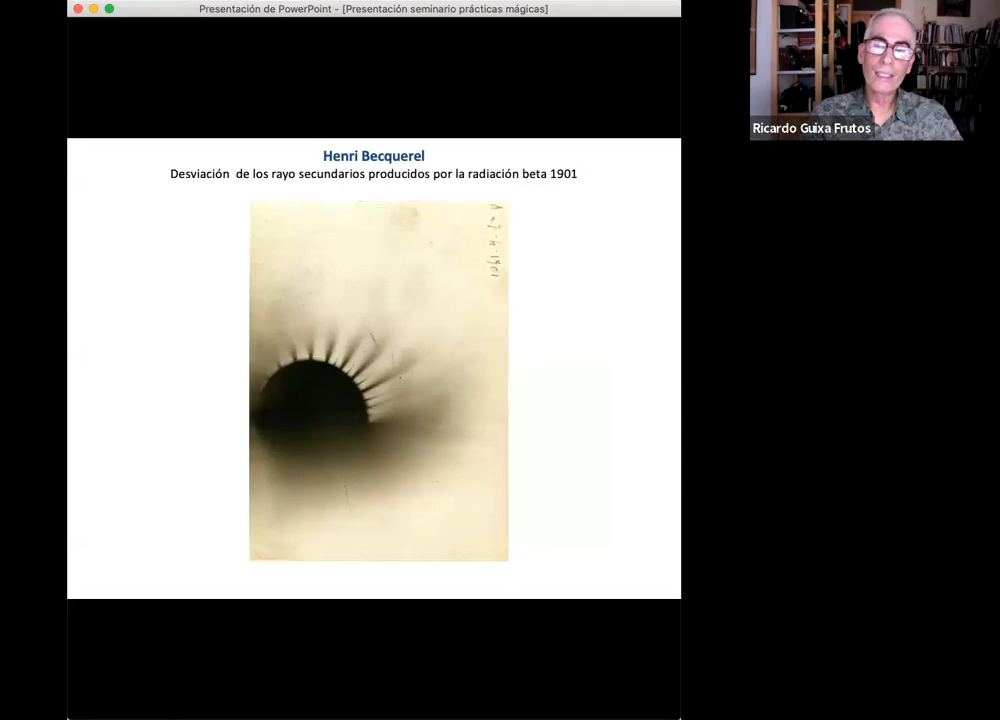 Presentación de PowerPoint - [Presentación seminario prácticas mágicas]
Henri Becquerel
Desviación de los rayo secundarios producidos por la radiación beta 1901
1901
Ricardo Guixa Frutos